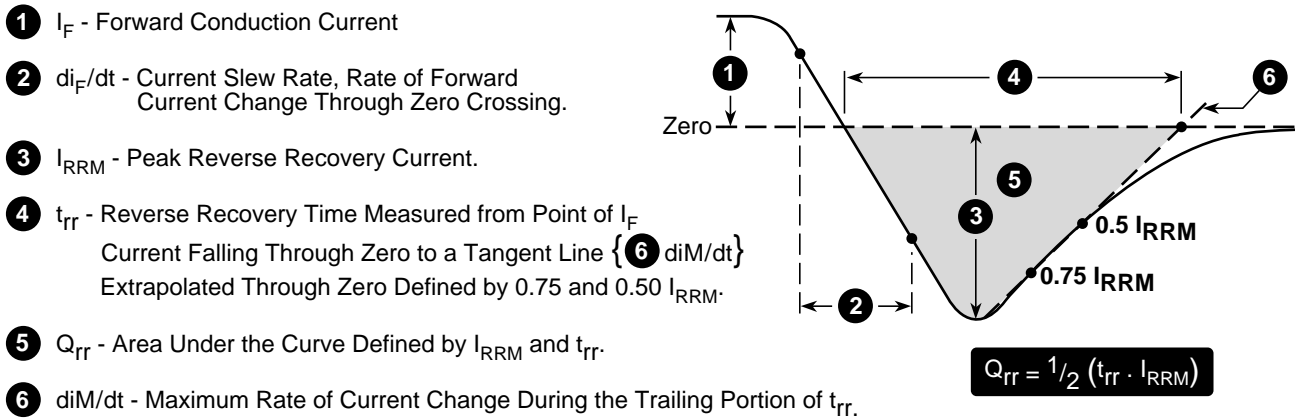 1 I_F - Forward Conduction Current
2 di_F/dt - Current Slew Rate, Rate of Forward
Current Change Through Zero Crossing.
3 I_RRM - Peak Reverse Recovery Current.
4 t_rr - Reverse Recovery Time Measured from Point of I_F
Current Falling Through Zero to a Tangent Line {6 diM/dt}
Extrapolated Through Zero Defined by 0.75 and 0.50 I_RRM.
5 Q_rr - Area Under the Curve Defined by I_RRM and t_rr.
6 diM/dt - Maximum Rate of Current Change During the Trailing Portion of t_rr.
1
4
6
Zero
5
3
0.5 I_RRM
0.75 I_RRM
2
Q_rr = 1/2 (t_rr . I_RRM)